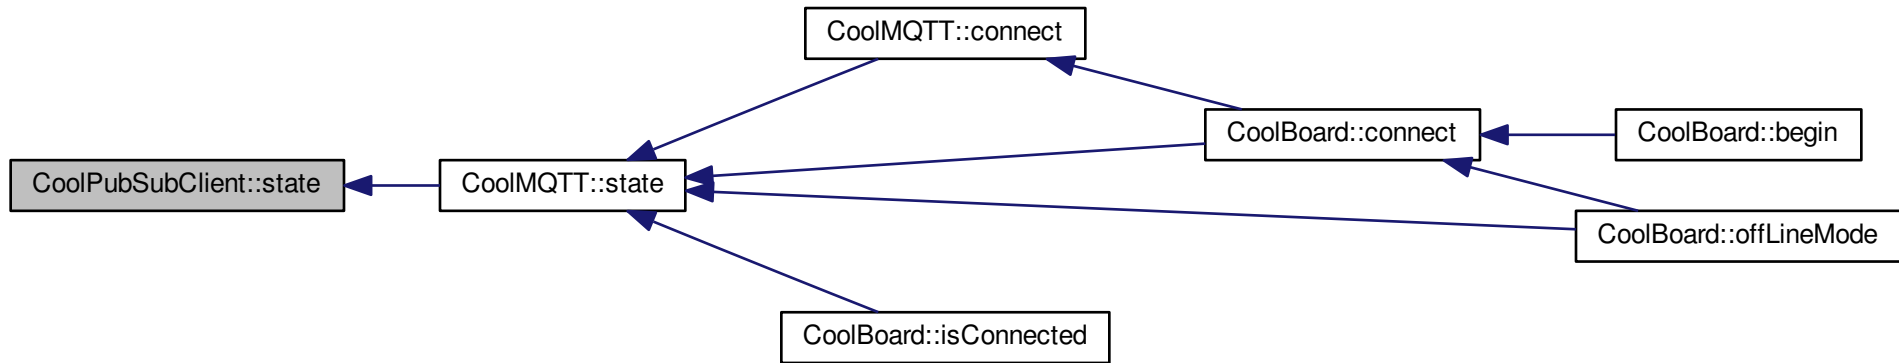 CoolMQTT::connect
CoolBoard::connect
CoolBoard::begin
CoolPubSubClient::state
CoolMQTT::state
CoolBoard::offLineMode
CoolBoard::isConnected